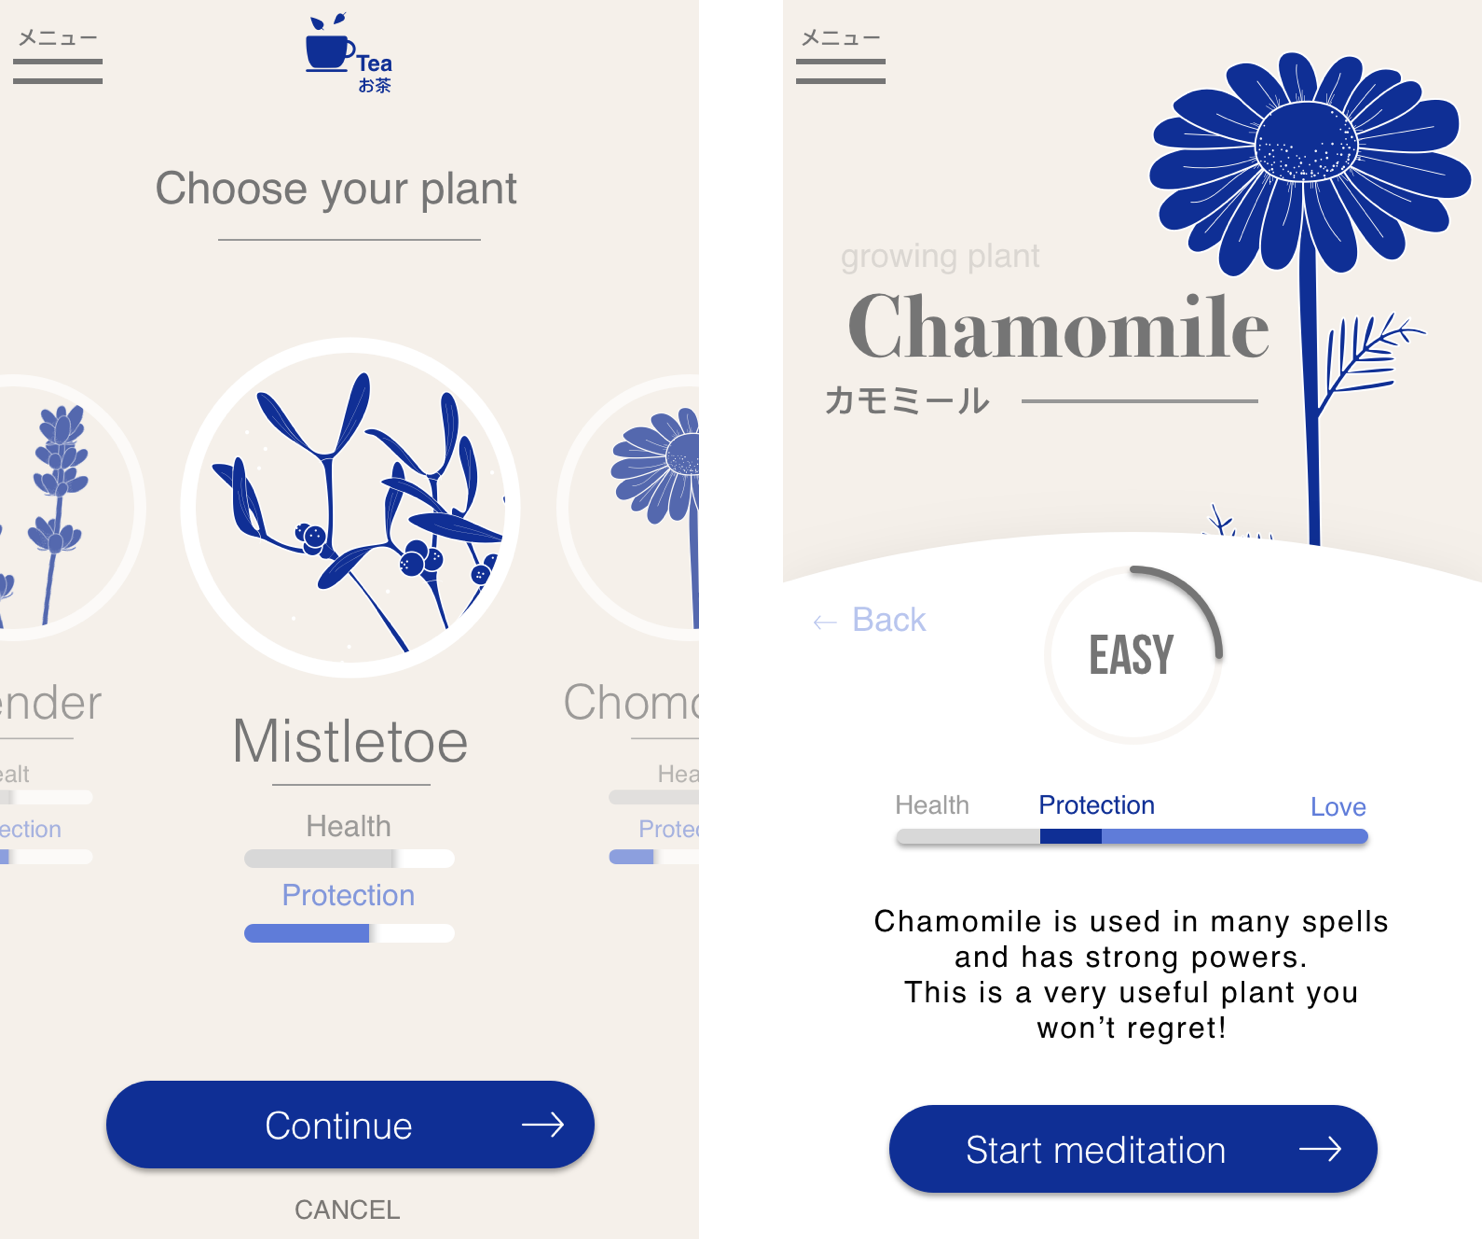 メニュー
Tea
お茶
Choose your plant
ender
Mistletoe
Chomo
ealt
Health
Hea
ection
Protection
Protec
Continue
CANCEL
メニュー
growing plant
Chamomile
カモミール
← Back
EASY
Health Protection Love
Chamomile is used in many spells
and has strong powers.
This is a very useful plant you
won’t regret!
Start meditation